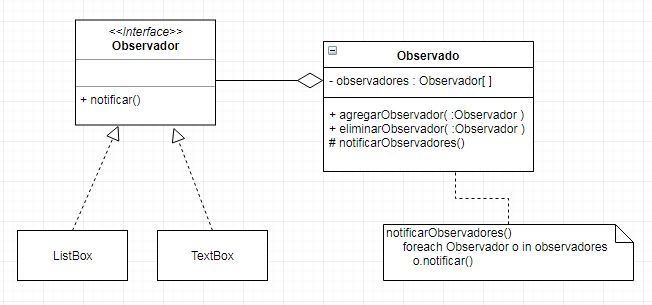 <<Interface>>
Observador
+ notificar()
Observado
- observadores : Observador[ ]
+ agregarObservador( :Observador )
+ eliminarObservador( :Observador )
# notificarObservadores()
ListBox
TextBox
notificarObservadores()
foreach Observador o in observadores
o.notificar()